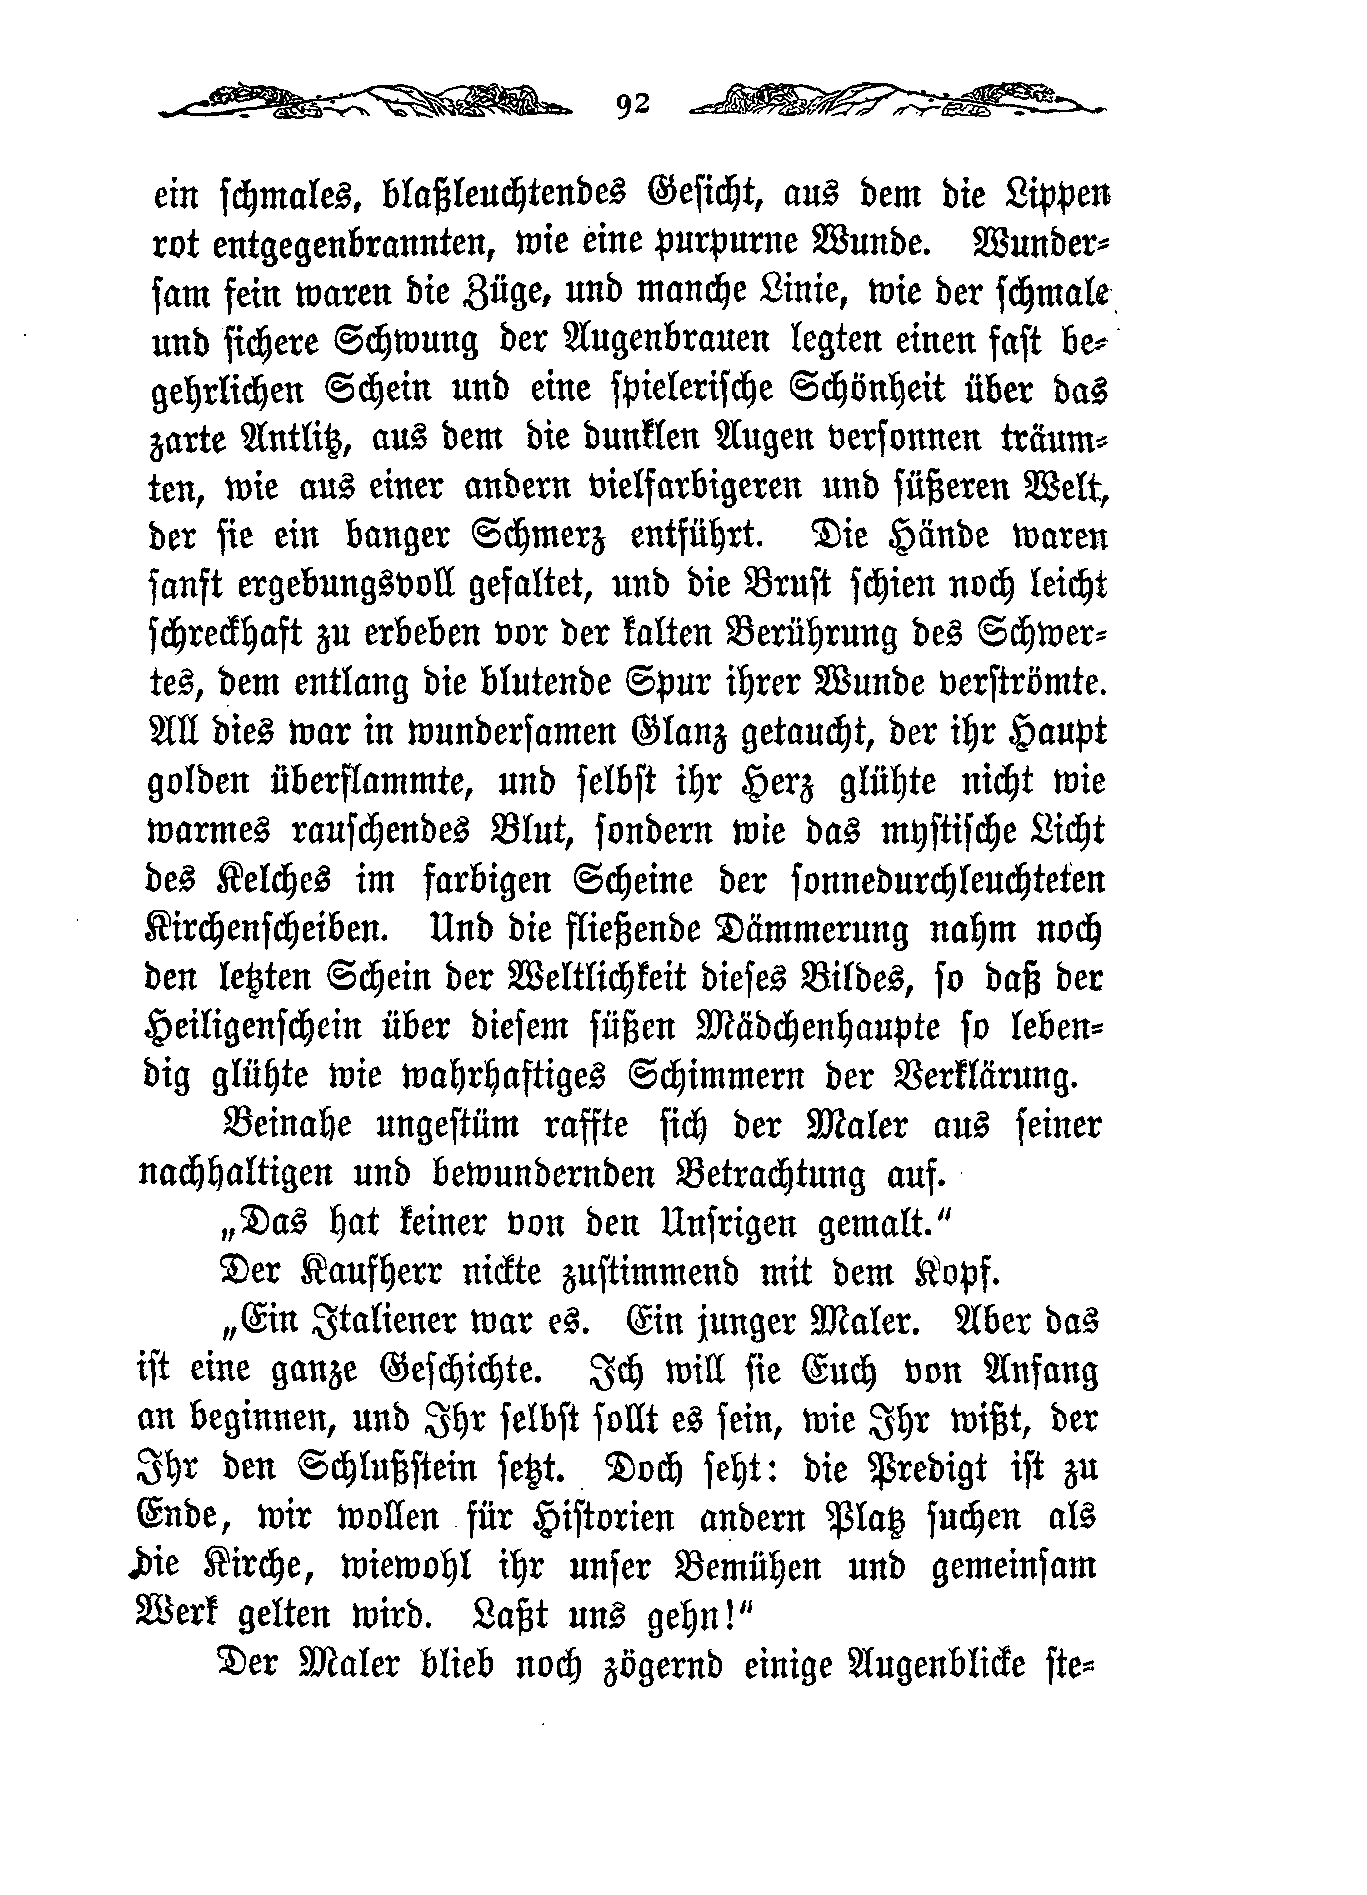 92
ein schmales, blaßleuchtendes Gesicht, aus dem die Lippen
rot entgegenbrannten, wie eine purpurne Wunde. Wunder-
sam fein waren die Züge, und manche Linie, wie der schmale
und sichere Schwung der Augenbrauen legten einen fast be-
gehrlichen Schein und eine spielerische Schönheit über das
zarte Antlitz, aus dem die dunklen Augen versonnen träum-
ten, wie aus einer andern vielfarbigeren und süßeren Welt,
der sie ein banger Schmerz entführt. Die Hände waren
sanft ergebungsvoll gefaltet, und die Brust schien noch leicht
schreckhaft zu erbeben vor der kalten Berührung des Schwer-
tes, dem entlang die blutende Spur ihrer Wunde verströmte.
All dies war in wundersamen Glanz getaucht, der ihr Haupt
golden überflammte, und selbst ihr Herz glühte nicht wie
warmes rauschendes Blut, sondern wie das mystische Licht
des Kelches im farbigen Scheine der sonnedurchleuchteten
Kirchenscheiben. Und die fließende Dämmerung nahm noch
den letzten Schein der Weltlichkeit dieses Bildes, so daß der
Heiligenschein über diesem süßen Mädchenhaupte so leben-
dig glühte wie wahrhaftiges Schimmern der Verklärung.
Beinahe ungestüm raffte sich der Maler aus seiner
nachhaltigen und bewundernden Betrachtung auf.
„Das hat keiner von den Unsrigen gemalt.“
Der Kaufherr nickte zustimmend mit dem Kopf.
„Ein Italiener war es. Ein junger Maler. Aber das
ist eine ganze Geschichte. Ich will sie Euch von Anfang
an beginnen, und Ihr selbst sollt es sein, wie Ihr wißt, der
Ihr den Schlußstein setzt. Doch seht: die Predigt ist zu
Ende, wir wollen für Historien andern Platz suchen als
die Kirche, wiewohl ihr unser Bemühen und gemeinsam
Werk gelten wird. Laßt uns gehn!“
Der Maler blieb noch zögernd einige Augenblicke ste-